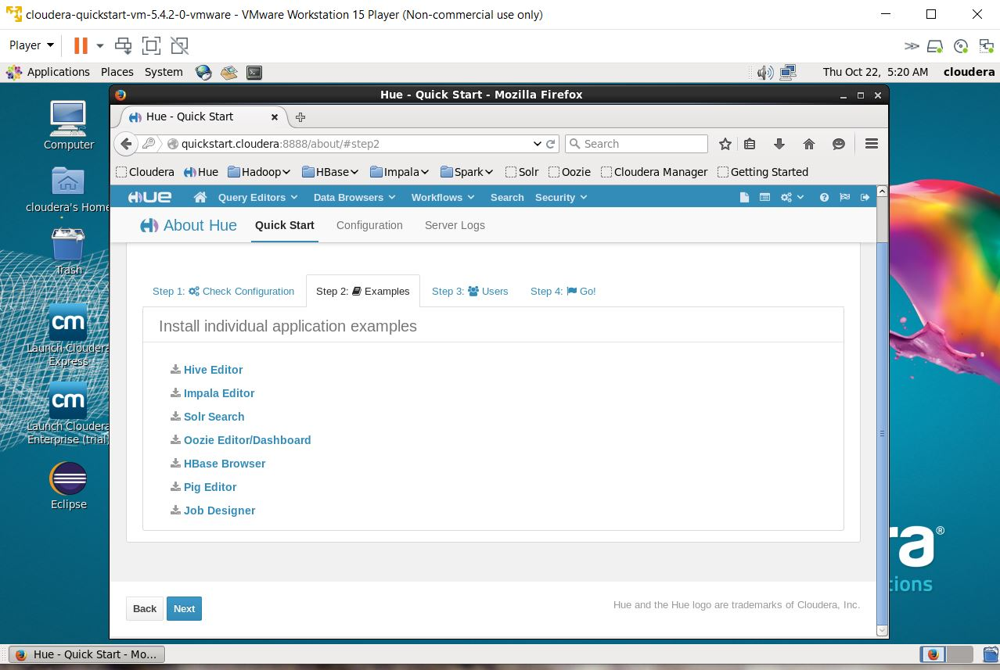 cloudera-quickstart-vm-5.4.2-0-vmware - VMware Workstation 15 Player (Non-commercial use only)
Player
Applications Places System Thu Oct 22, 5:20 AM cloudera
Hue - Quick Start - Mozilla Firefox
Hue - Quick Start
quickstart.cloudera:8888/about/#step2 Search
Cloudera Hue Hadoop HBase Impala Spark Solr Oozie Cloudera Manager Getting Started
HUE Query Editors Data Browsers Workflows Search Security
About Hue Quick Start Configuration Server Logs
Step 1: Check Configuration Step 2: Examples Step 3: Users Step 4: Go!
Install individual application examples
Hive Editor
Impala Editor
Solr Search
Oozie Editor/Dashboard
HBase Browser
Pig Editor
Job Designer
Back Next Hue and the Hue logo are trademarks of Cloudera, Inc.
Computer
cloudera's Home
Trash
cm
Launch Cloudera
Express
cm
Launch Cloudera
Enterprise (trial)
Eclipse
ra®
ions
Hue - Quick Start - Mo...